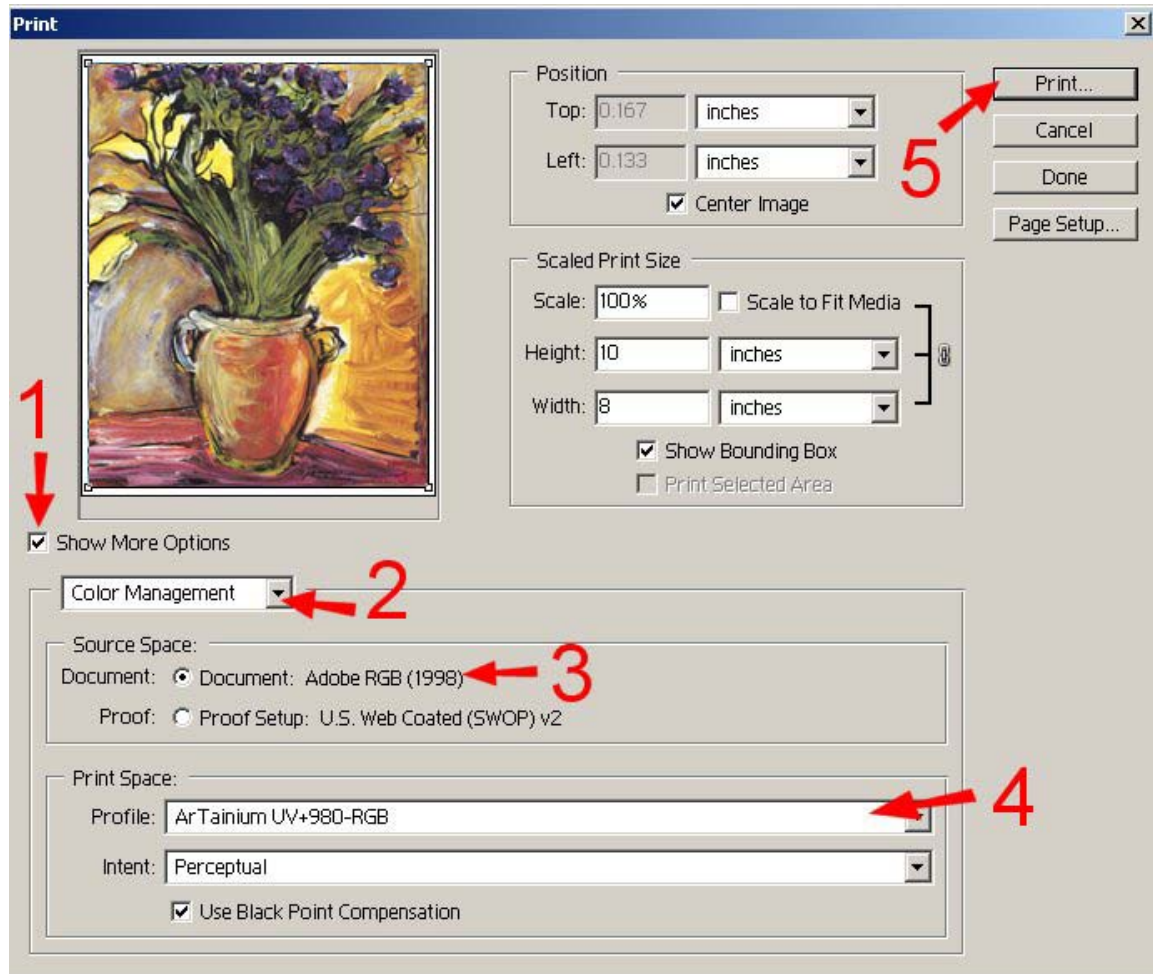 Print
Position
Top: 0.167 inches
Left: 0.133 inches
Center Image
Print...
Cancel
Done
Page Setup...
5
Scaled Print Size
Scale: 100% Scale to Fit Media
Height: 10 inches
Width: 8 inches
Show Bounding Box
Print Selected Area
1
Show More Options
Color Management
2
Source Space:
Document: Document: Adobe RGB (1998)
3
Proof: Proof Setup: U.S. Web Coated (SWOP) v2
Print Space:
Profile: ArTainium UV+980-RGB
4
Intent: Perceptual
Use Black Point Compensation